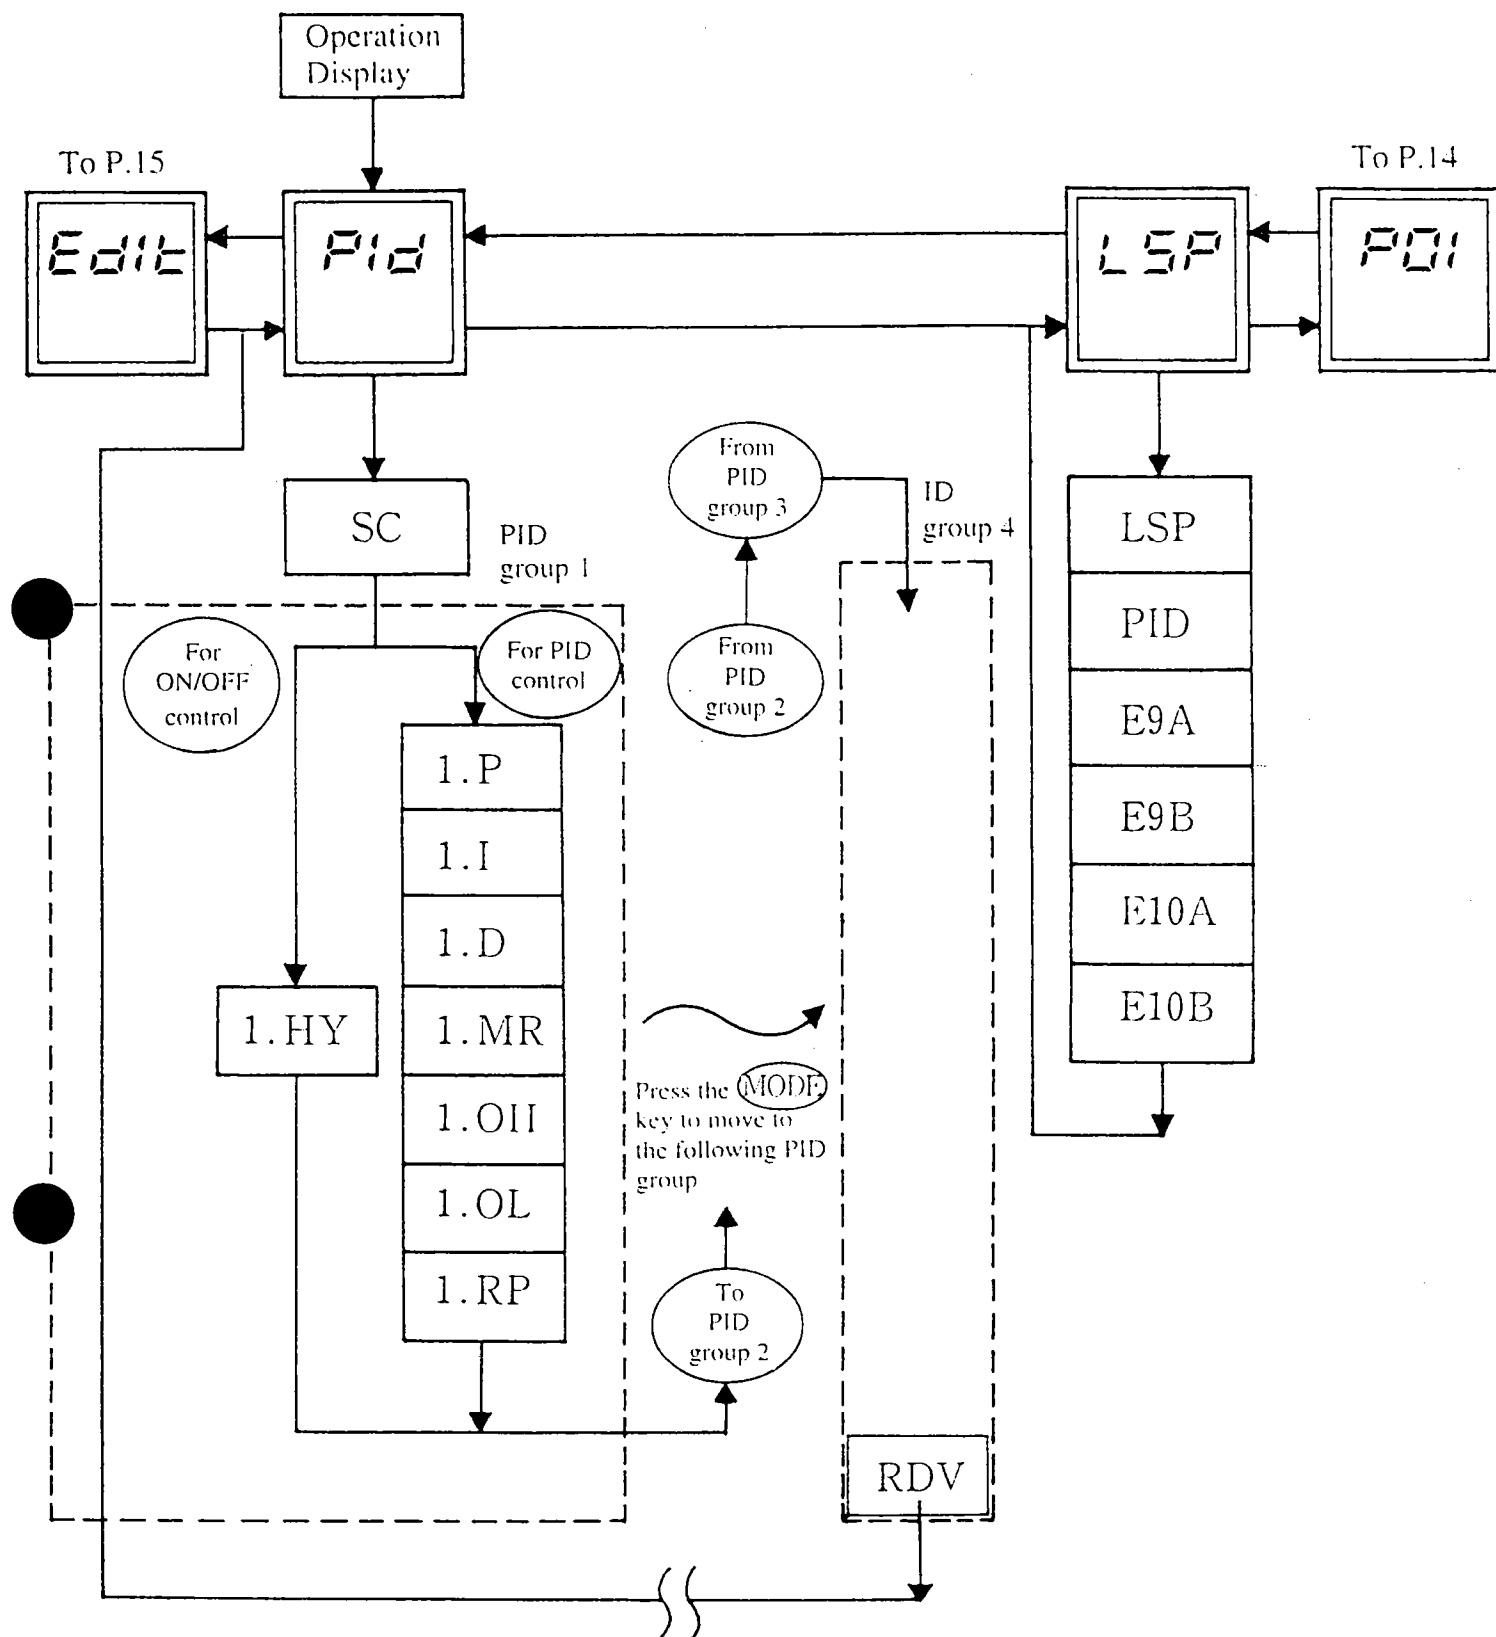 Operation
Display
To P.15
To P.14
EdIt
PId
LSP
P01
SC
PID
group 1
From
PID
group 3
ID
group 4
For
ON/OFF
control
For PID
control
From
PID
group 2
1.P
1.I
1.D
1.MR
1.OH
1.OL
1.RP
1.HY
Press the MODE
key to move to
the following PID
group
To
PID
group 2
RDV
LSP
PID
E9A
E9B
E10A
E10B